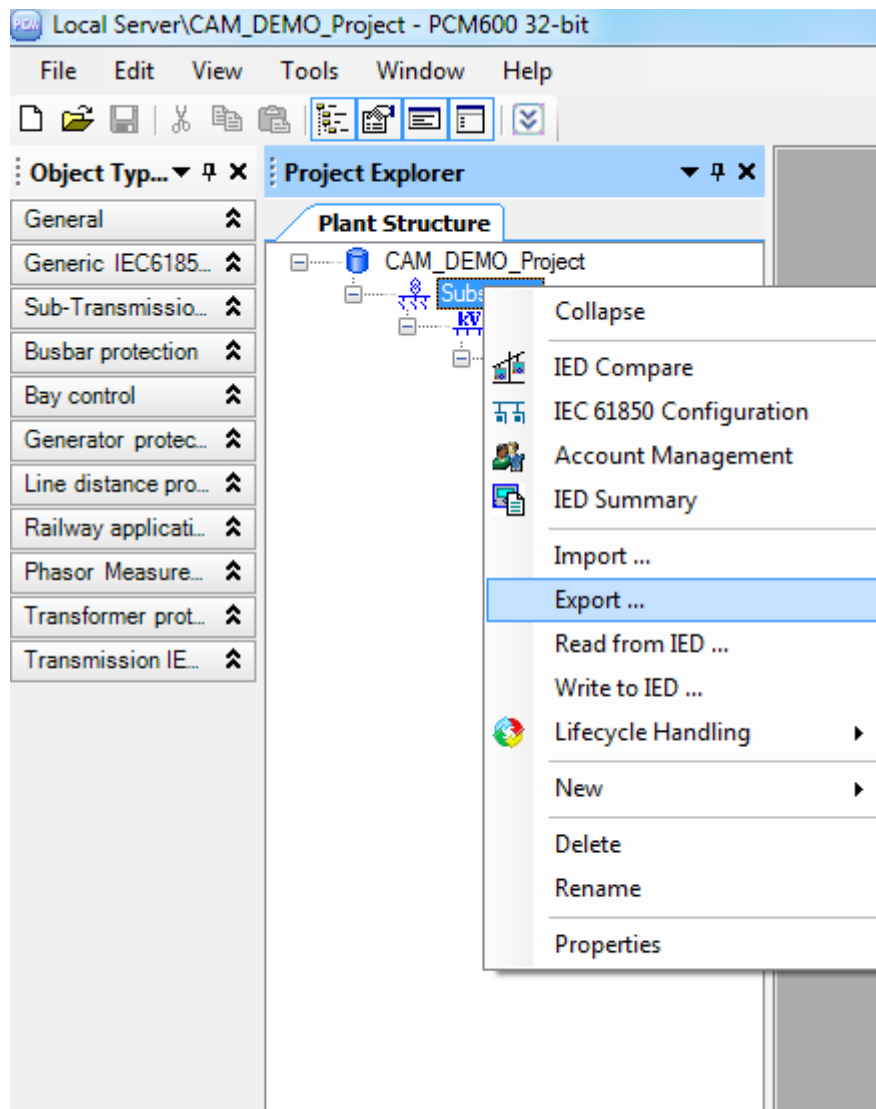 PCM Local Server\CAM_DEMO_Project - PCM600 32-bit
File Edit View Tools Window Help
Object Typ...
General
Generic IEC6185...
Sub-Transmissio...
Busbar protection
Bay control
Generator protec...
Line distance pro...
Railway applicati...
Phasor Measure...
Transformer prot...
Transmission IE...
Project Explorer
Plant Structure
CAM_DEMO_Project
Subs
kV
Collapse
IED Compare
IEC 61850 Configuration
Account Management
IED Summary
Import ...
Export ...
Read from IED ...
Write to IED ...
Lifecycle Handling
New
Delete
Rename
Properties